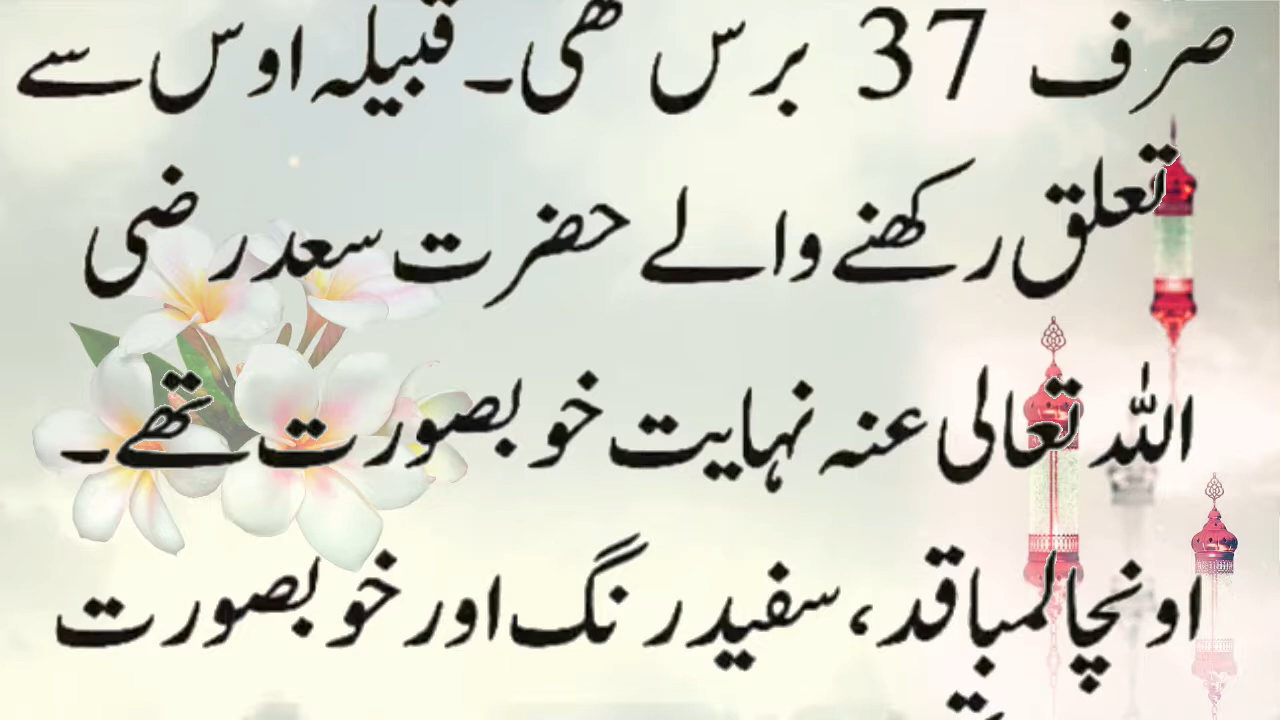 صرف 37 برس تھی۔ قبیلہ اوس سے
تعلق رکھنے والے حضرت سعد رضی
اللہ تعالی عنہ نہایت خوبصورت تھے۔
اونچا لمبا قد، سفید رنگ اور خوبصورت